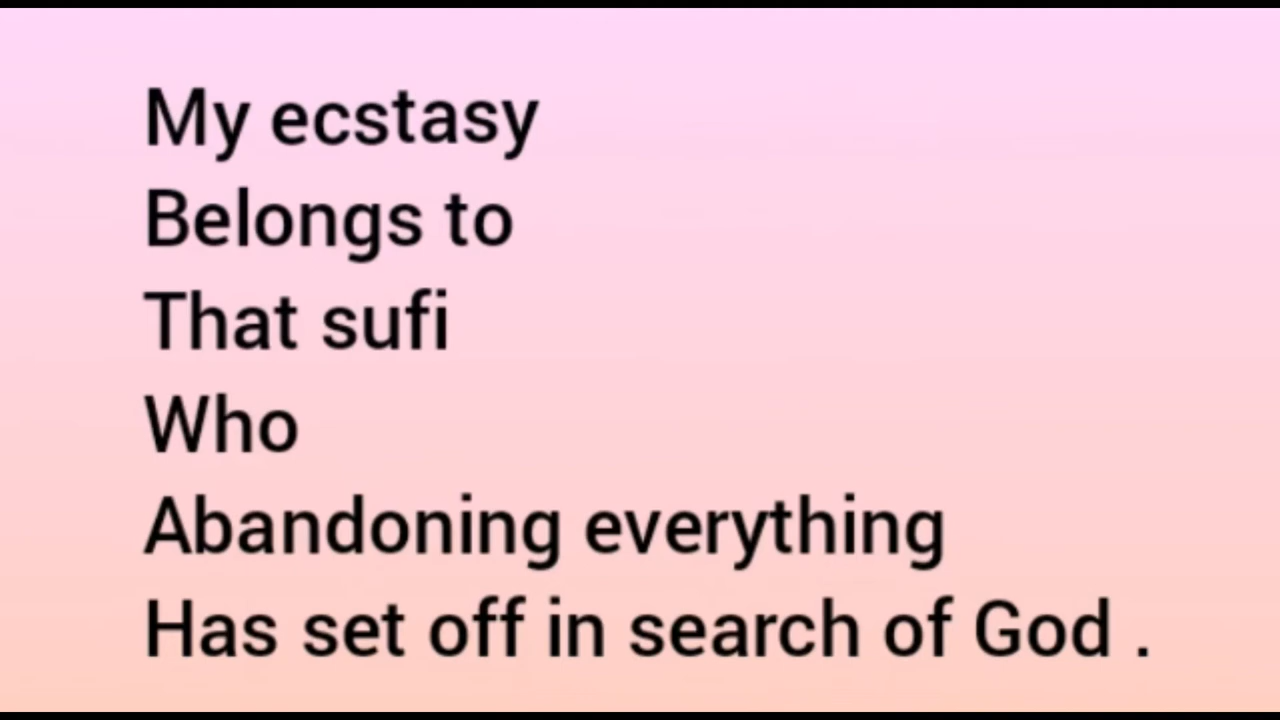 My ecstasy
Belongs to
That sufi
Who
Abandoning everything
Has set off in search of God .